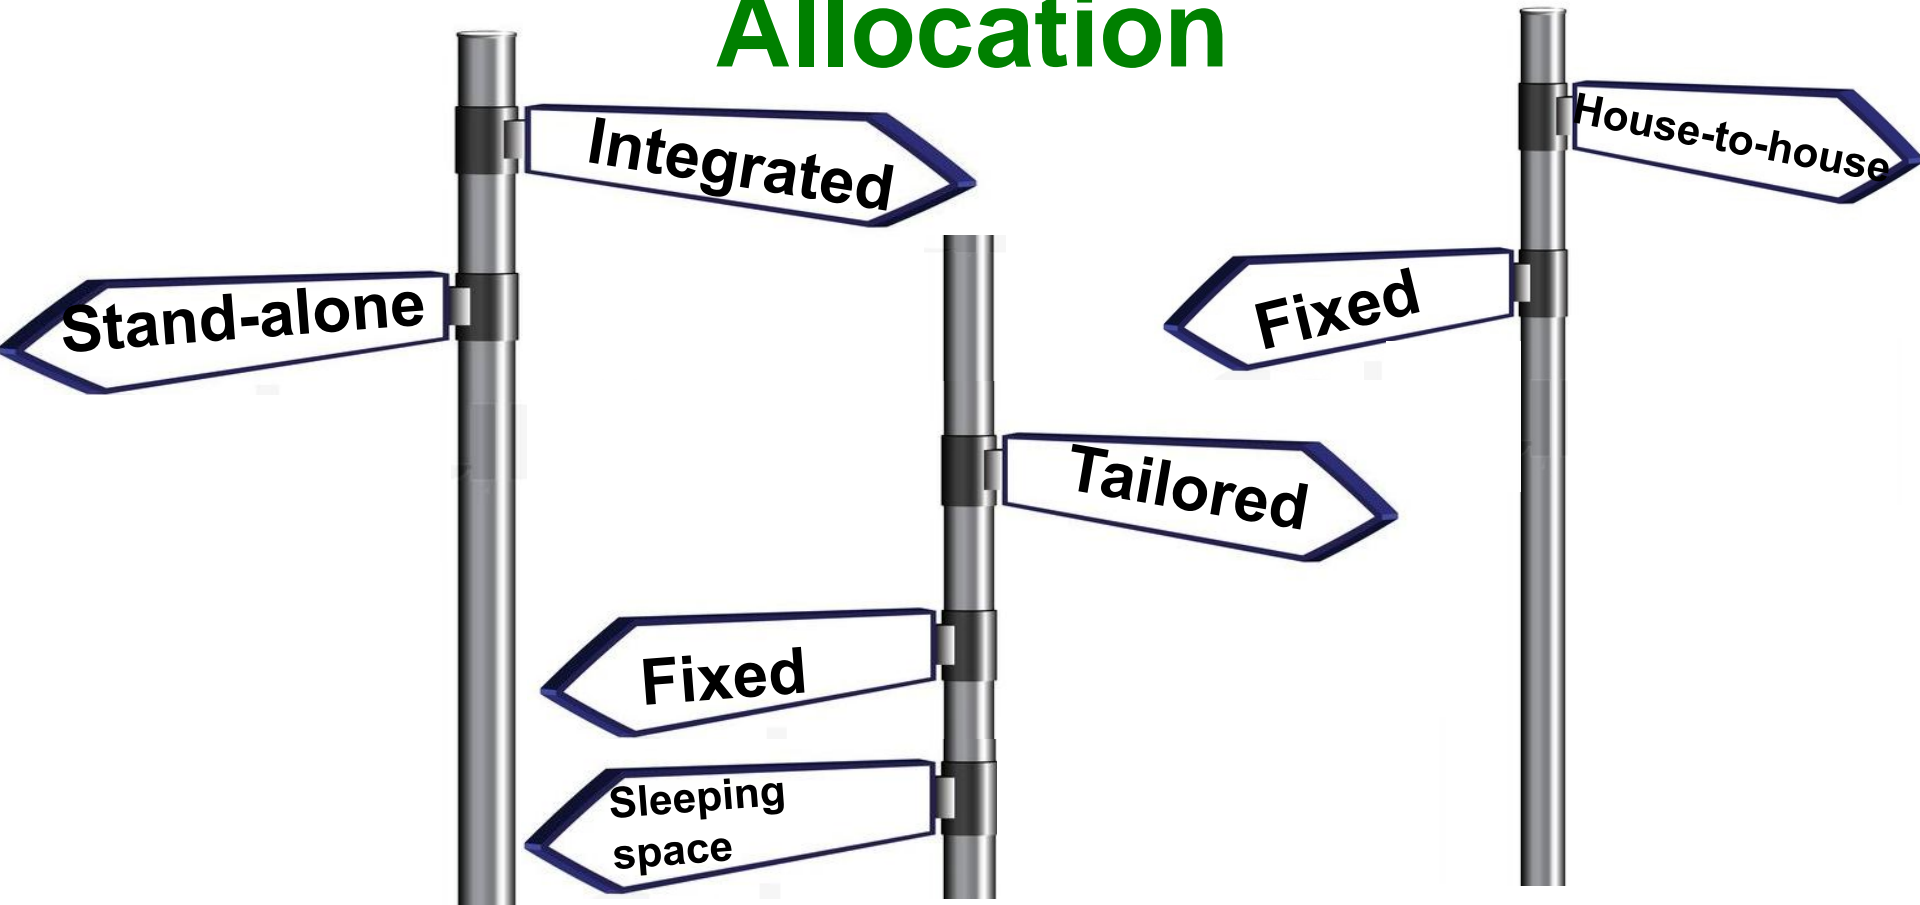 Allocation
Integrated
Stand-alone
House-to-house
Fixed
Tailored
Fixed
Sleeping
space